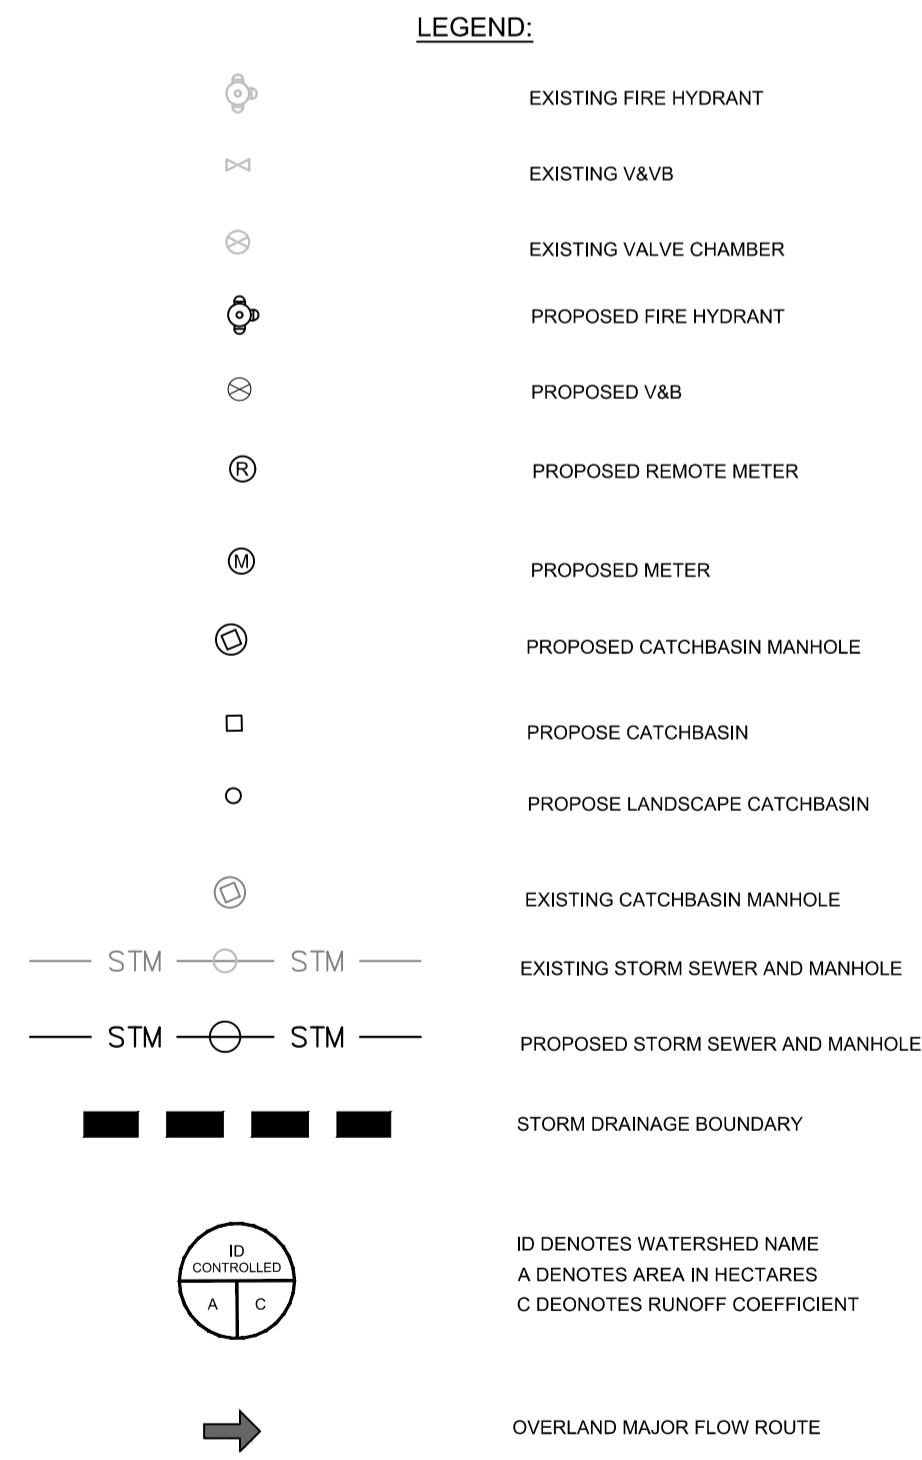 LEGEND:
EXISTING FIRE HYDRANT
EXISTING V&VB
EXISTING VALVE CHAMBER
PROPOSED FIRE HYDRANT
PROPOSED V&B
R PROPOSED REMOTE METER
M PROPOSED METER
PROPOSED CATCHBASIN MANHOLE
PROPOSE CATCHBASIN
PROPOSE LANDSCAPE CATCHBASIN
EXISTING CATCHBASIN MANHOLE
STM STM EXISTING STORM SEWER AND MANHOLE
STM STM PROPOSED STORM SEWER AND MANHOLE
STORM DRAINAGE BOUNDARY
ID
CONTROLLED
A C
ID DENOTES WATERSHED NAME
A DENOTES AREA IN HECTARES
C DEONOTES RUNOFF COEFFICIENT
OVERLAND MAJOR FLOW ROUTE